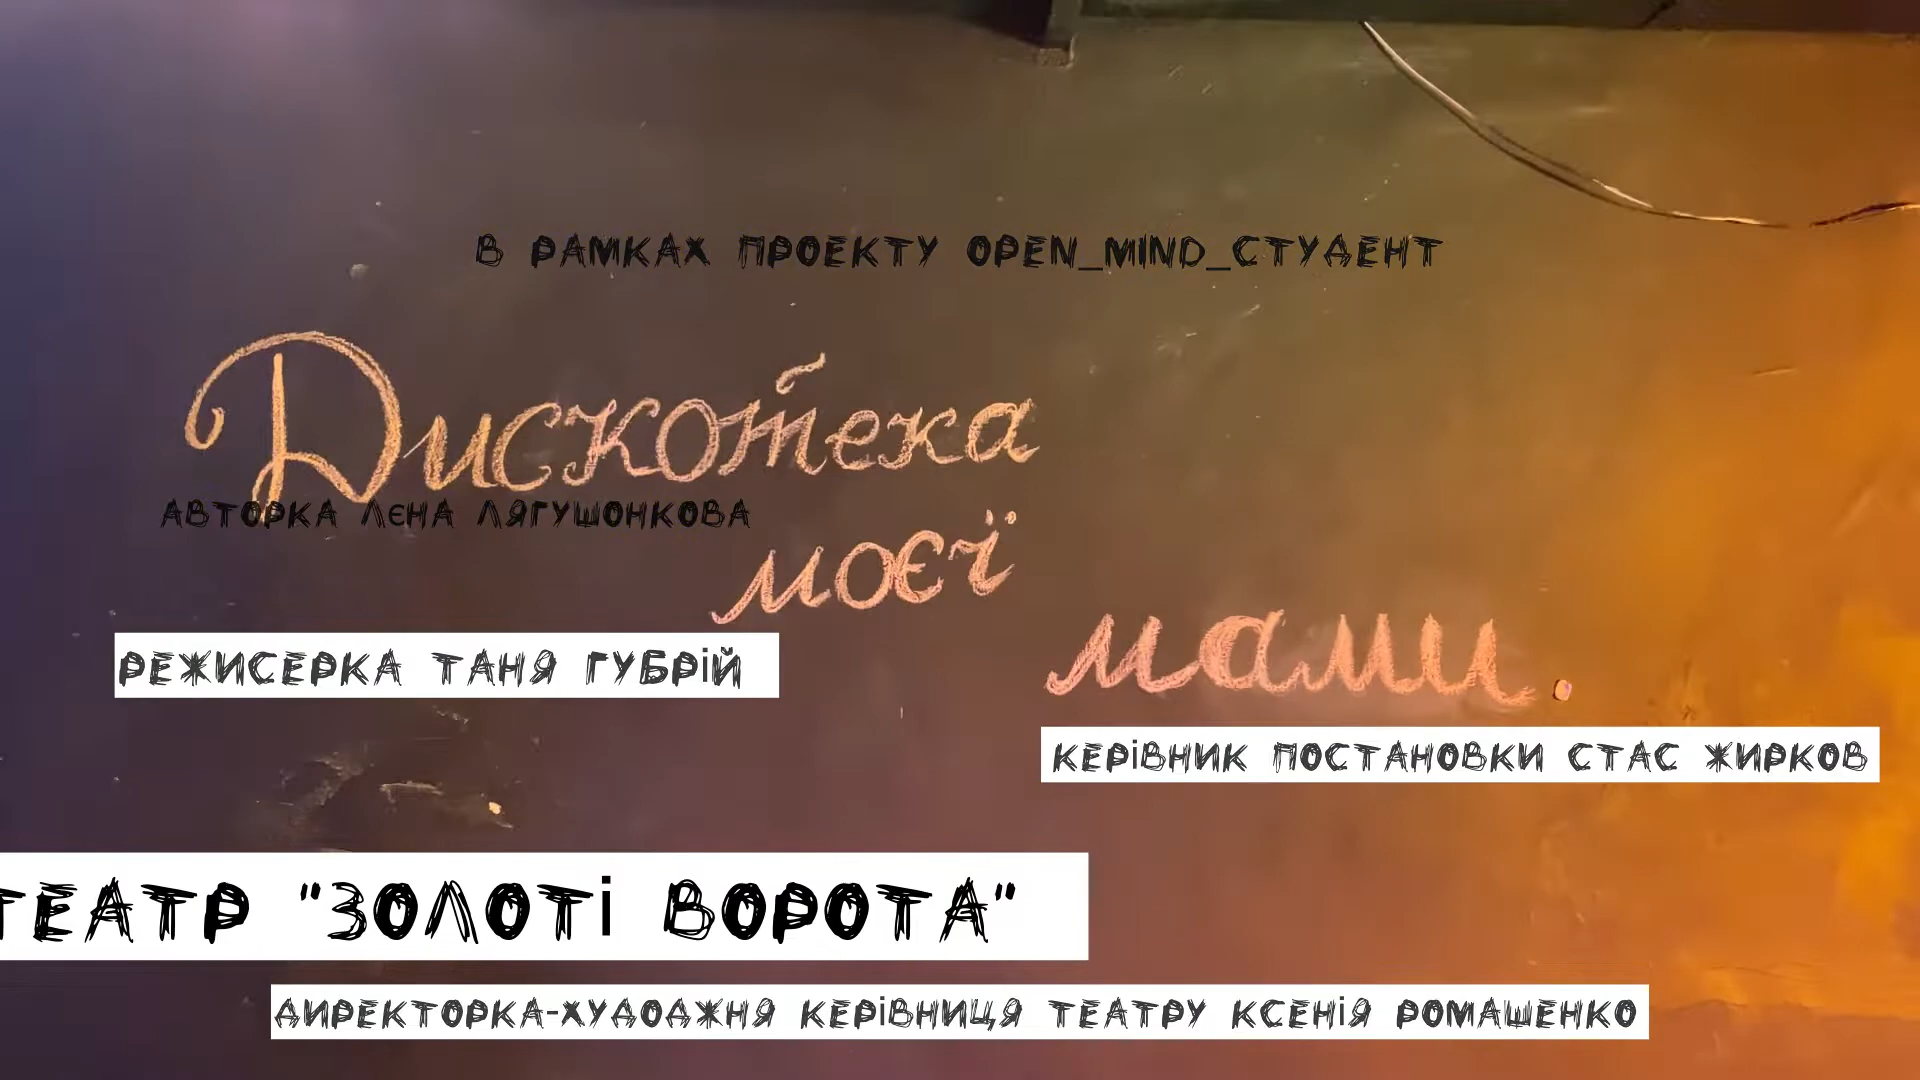 В РАМКАХ ПРОЕКТУ OPEN_MIND_СТУДЕНТ
Дискотека
АВТОРКА ЛЄНА ЛЯГУШОНКОВА
моєї
РЕЖИСЕРКА ТАНЯ ГУБРІЙ
мами.
КЕРІВНИК ПОСТАНОВКИ СТАС ЖИРКОВ
ТЕАТР "ЗОЛОТІ ВОРОТА"
ДИРЕКТОРКА-ХУДОДЖНЯ КЕРІВНИЦЯ ТЕАТРУ КСЕНІЯ РОМАШЕНКО